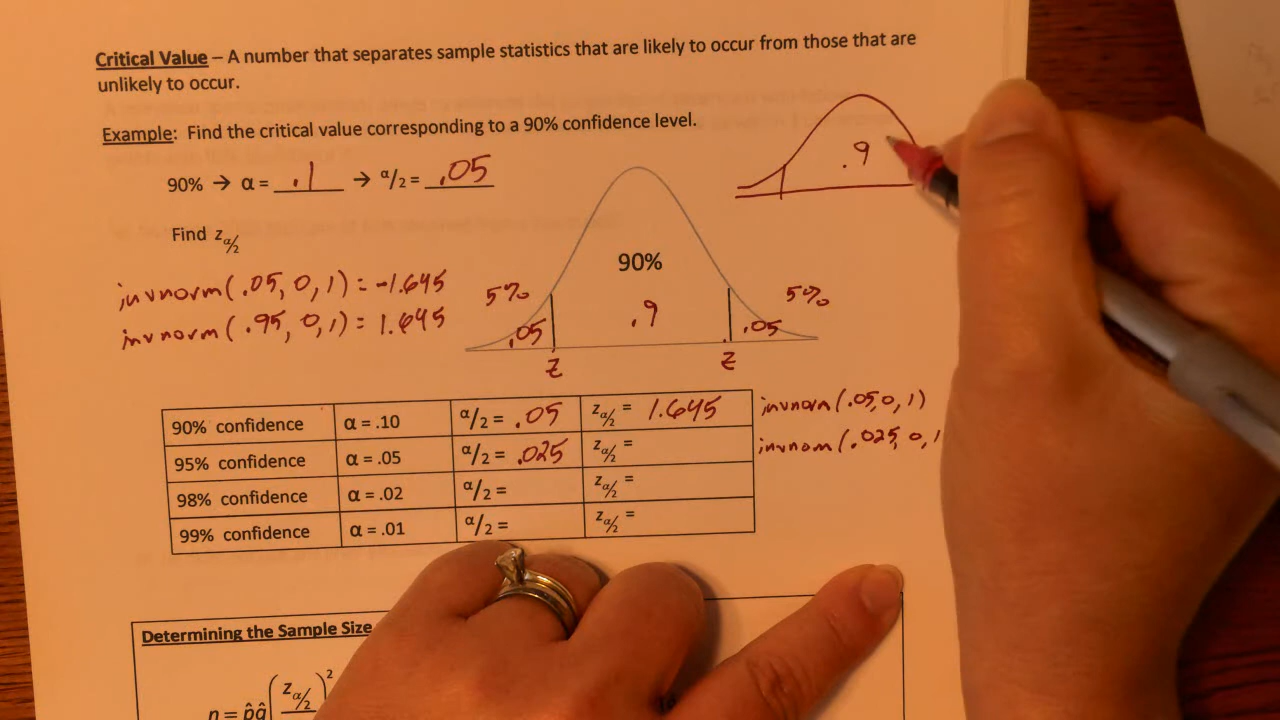 Critical Value – A number that separates sample statistics that are likely to occur from those that are
unlikely to occur.
Example: Find the critical value corresponding to a 90% confidence level.
.9
90% → α = .1 → α/2 = .05
Find zα/2
invnorm(.05, 0, 1) = -1.645
invnorm(.95, 0, 1) = 1.645
90%
5% .9 5%
.05 .05
z z
90% confidence α = .10 α/2 = .05 zα/2 = 1.645 invnorm(.05,0,1)
95% confidence α = .05 α/2 = .025 zα/2 = invnom(.025, 0, 1
98% confidence α = .02 α/2 = zα/2 =
99% confidence α = .01 α/2 = zα/2 =
Determining the Sample Size
n = p̂q̂(zα/2)²